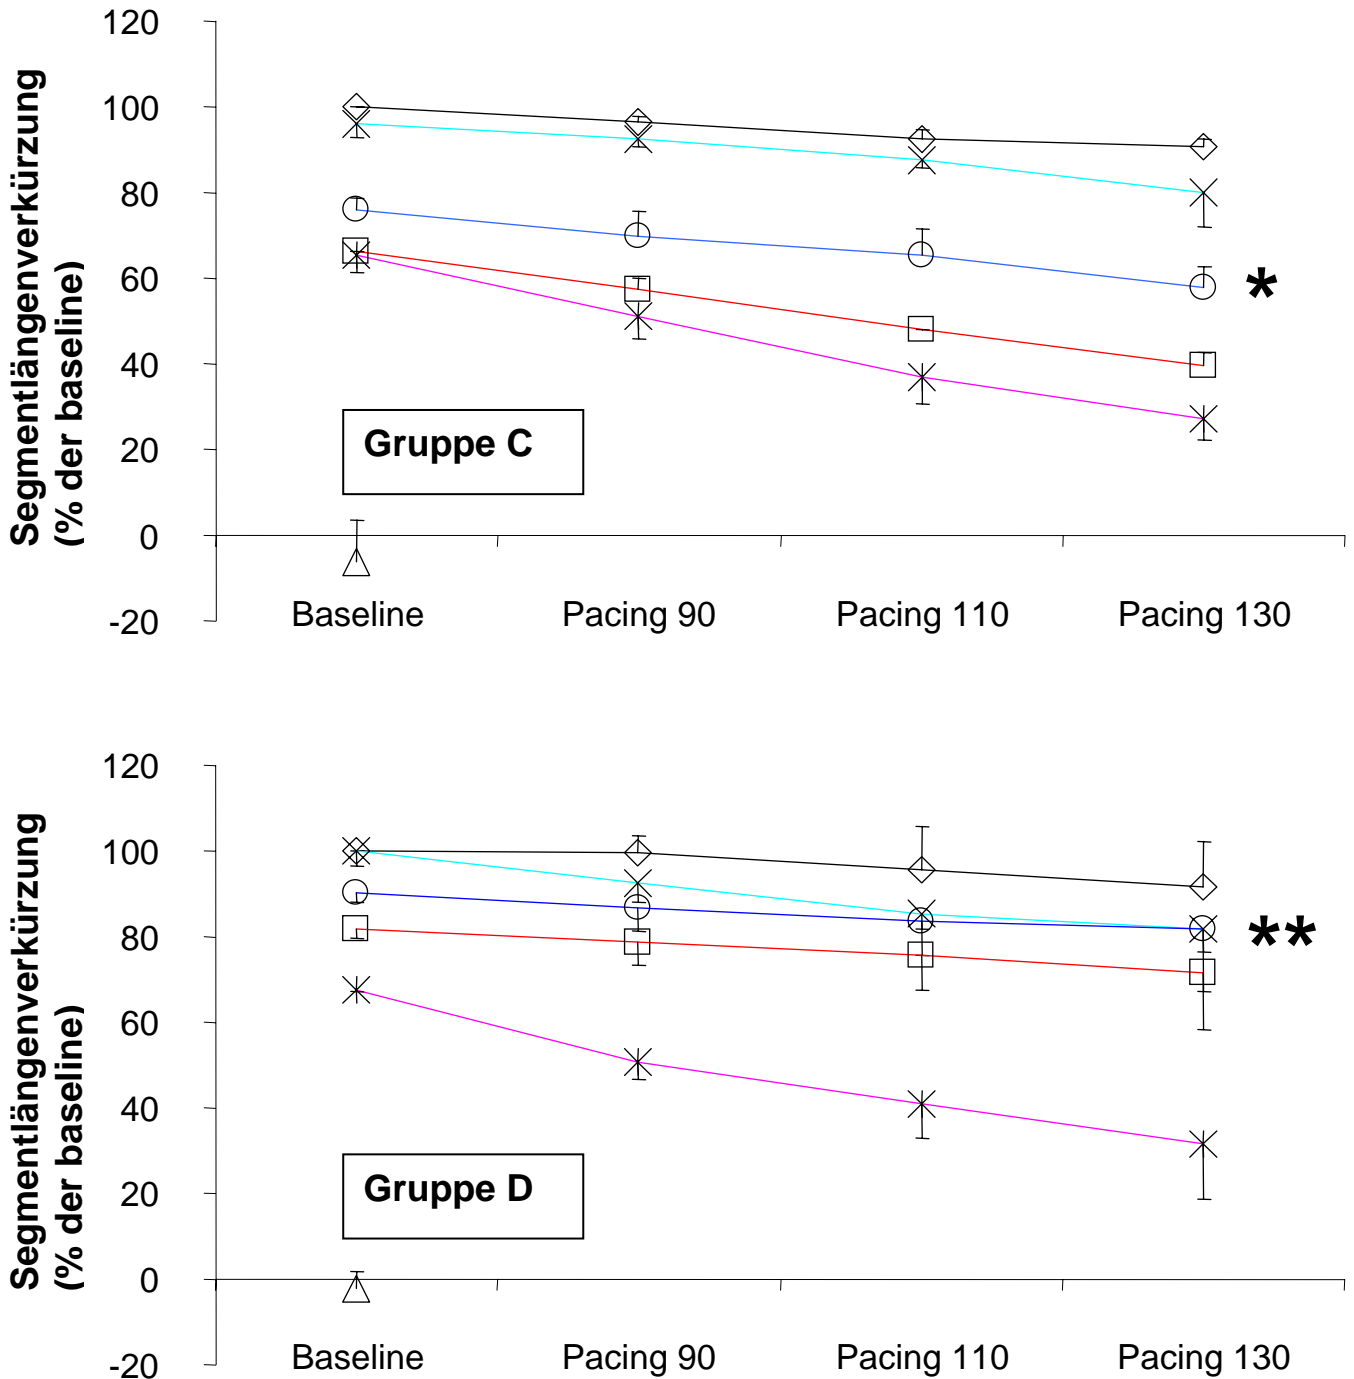 120
100
80
60
40
20
0
-20
Segmentlängenverkürzung
(% der baseline)
Gruppe C
*
Baseline Pacing 90 Pacing 110 Pacing 130
120
100
80
60
40
20
0
-20
Segmentlängenverkürzung
(% der baseline)
Gruppe D
**
Baseline Pacing 90 Pacing 110 Pacing 130